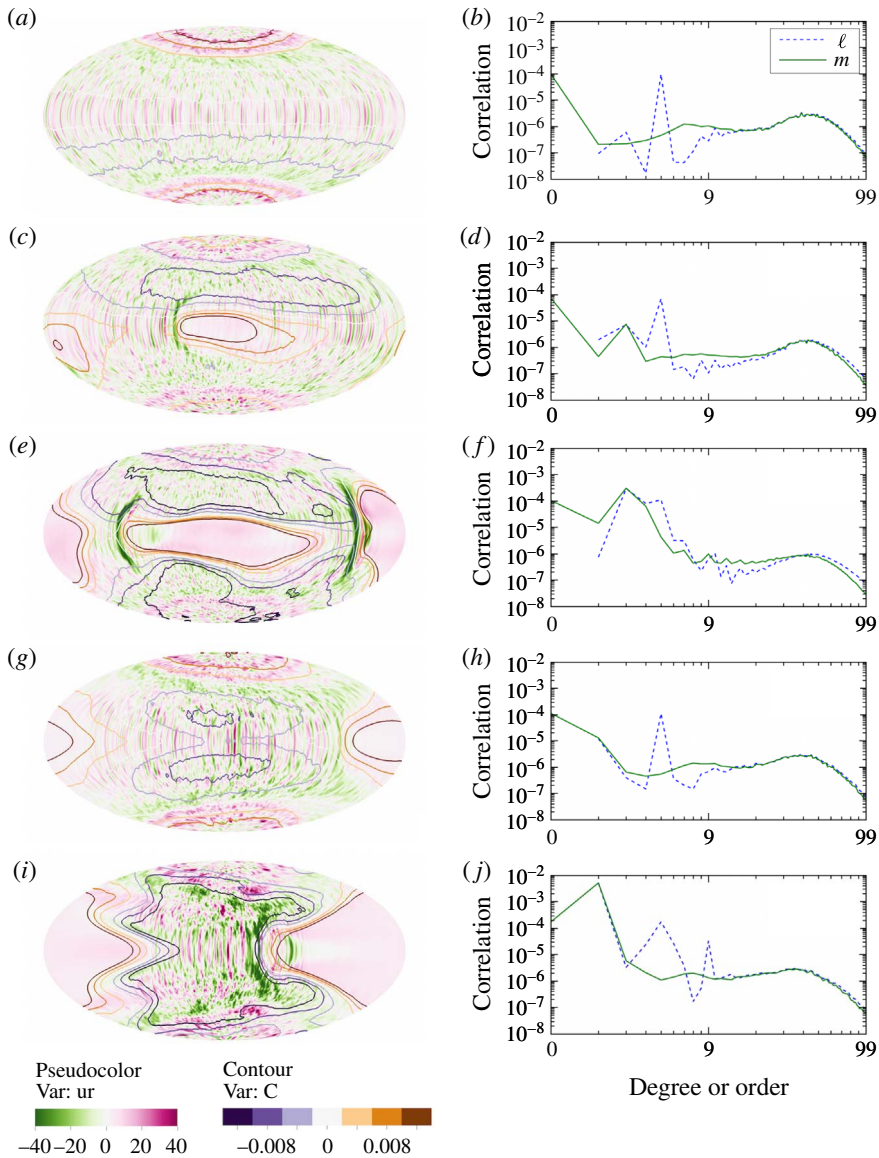 (a)
(b)
Correlation
10−2
10−3
10−4
10−5
10−6
10−7
10−8
0
9
99
ℓ
m
(c)
(d)
Correlation
10−2
10−3
10−4
10−5
10−6
10−7
10−8
0
9
99
(e)
(f)
Correlation
10−2
10−3
10−4
10−5
10−6
10−7
10−8
0
9
99
(g)
(h)
Correlation
10−2
10−3
10−4
10−5
10−6
10−7
10−8
0
9
99
(i)
(j)
Correlation
10−2
10−3
10−4
10−5
10−6
10−7
10−8
0
9
99
Degree or order
Pseudocolor
Var: ur
−40 −20 0 20 40
Contour
Var: C
−0.008 0 0.008